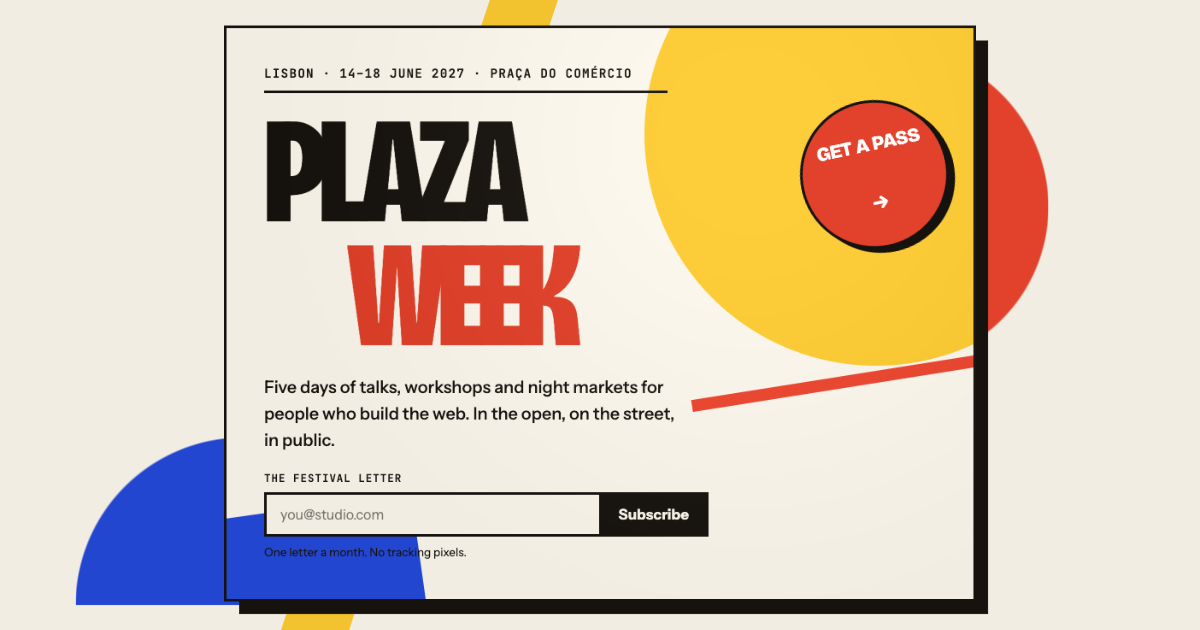 LISBON · 14–18 JUNE 2027 · PRAÇA DO COMÉRCIO
PLAZA
WEEK
GET A PASS
→
Five days of talks, workshops and night markets for
people who build the web. In the open, on the street,
in public.
THE FESTIVAL LETTER
you@studio.com
Subscribe
One letter a month. No tracking pixels.